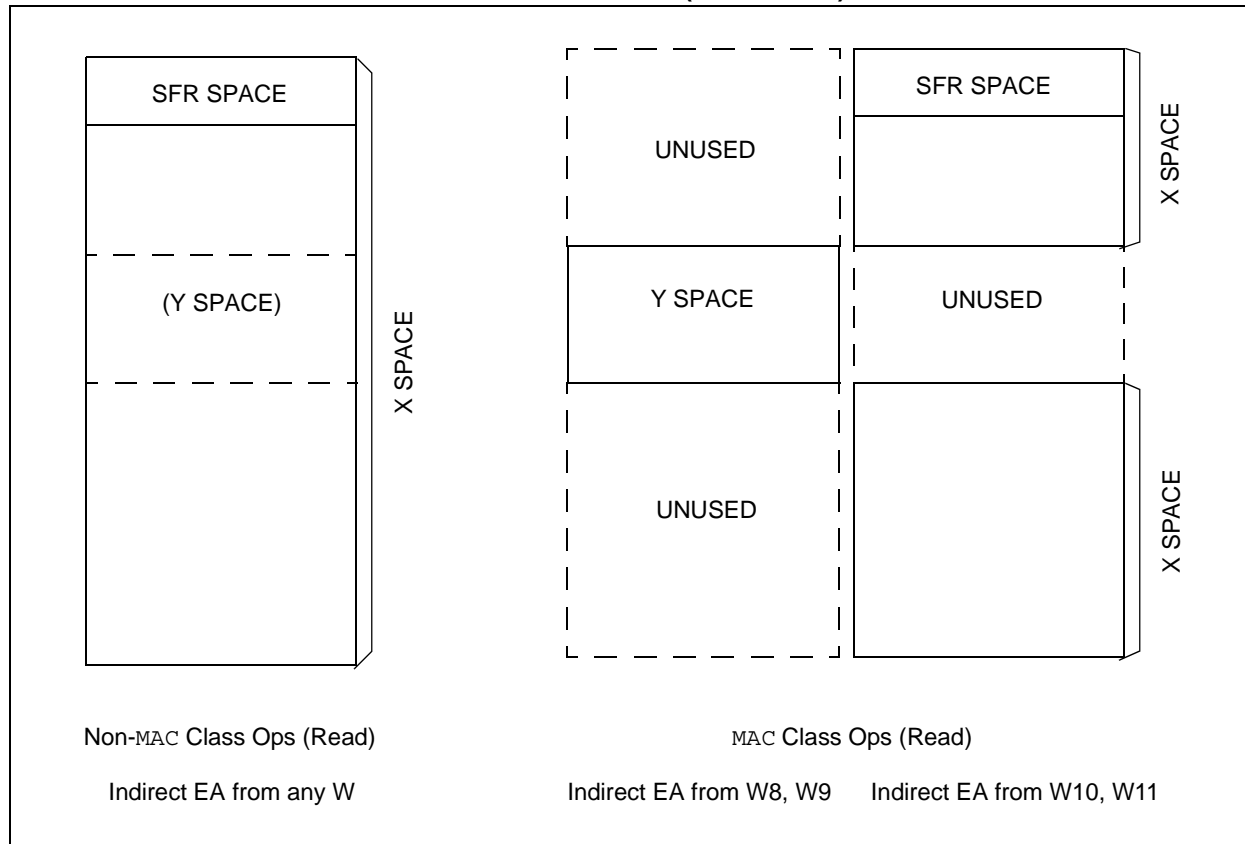 SFR SPACE
(Y SPACE)
X SPACE
UNUSED
Y SPACE
UNUSED
SFR SPACE
UNUSED
X SPACE
X SPACE
Non-MAC Class Ops (Read)
Indirect EA from any W
MAC Class Ops (Read)
Indirect EA from W8, W9
Indirect EA from W10, W11